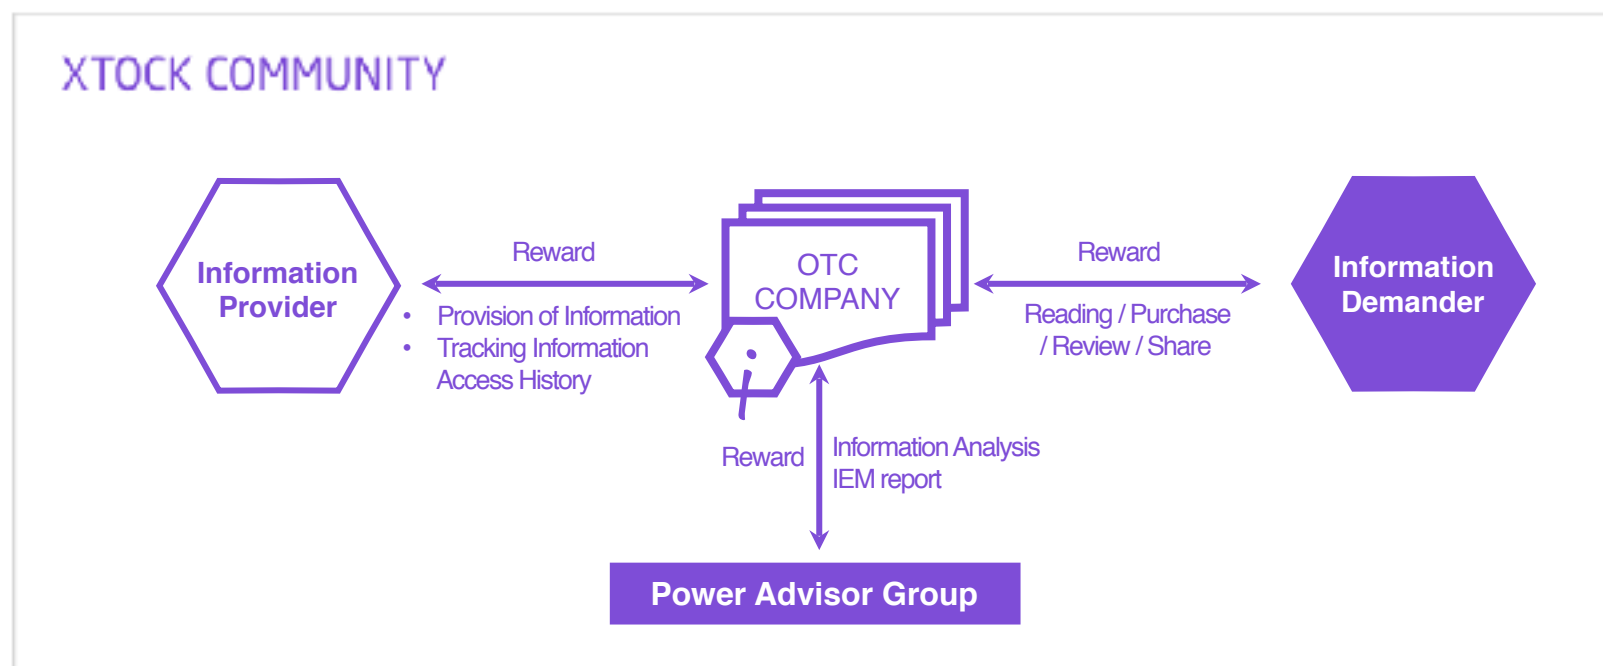 XTOCK COMMUNITY
Information
Provider
Reward
• Provision of Information
• Tracking Information
Access History
OTC
COMPANY
i
Reward
Reading / Purchase
/ Review / Share
Information
Demander
Reward
Information Analysis
IEM report
Power Advisor Group